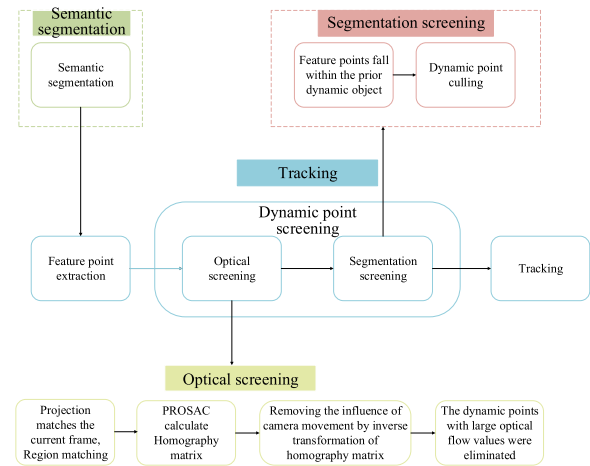 Semantic
segmentation
Semantic
segmentation
Segmentation screening
Feature points fall
within the prior
dynamic object
Dynamic point
culling
Tracking
Dynamic point
screening
Feature point
extraction
Optical
screening
Segmentation
screening
Tracking
Optical screening
Projection
matches the
current frame,
Region matching
PROSAC
calculate
Homography
matrix
Removing the influence of
camera movement by inverse
transformation of
homography matrix
The dynamic points
with large optical
flow values were
eliminated